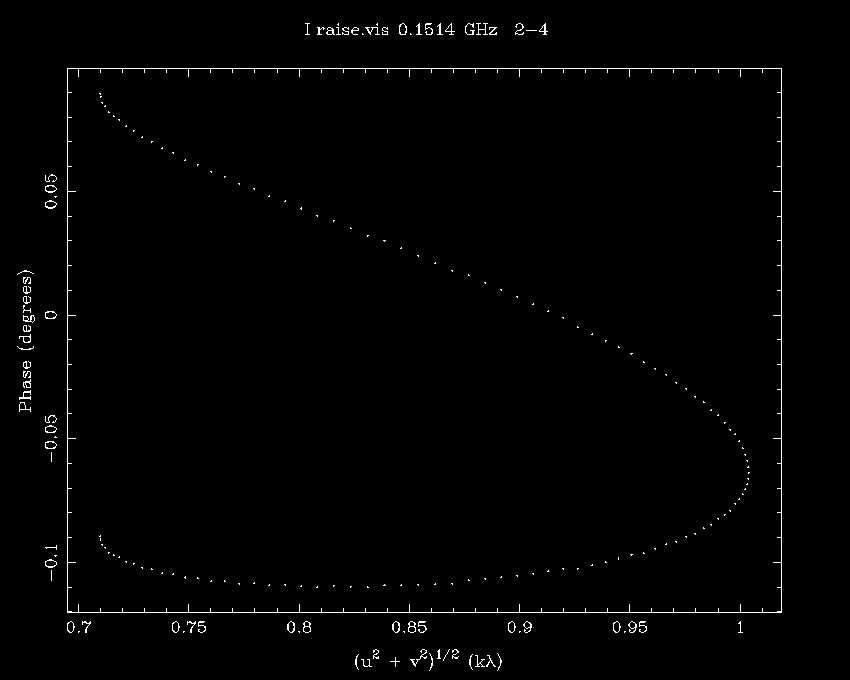 I raise.vis 0.1514 GHz 2−4
0.05
0
−0.05
−0.1
Phase (degrees)
0.7 0.75 0.8 0.85 0.9 0.95 1
(u² + v²)^1/2 (kλ)